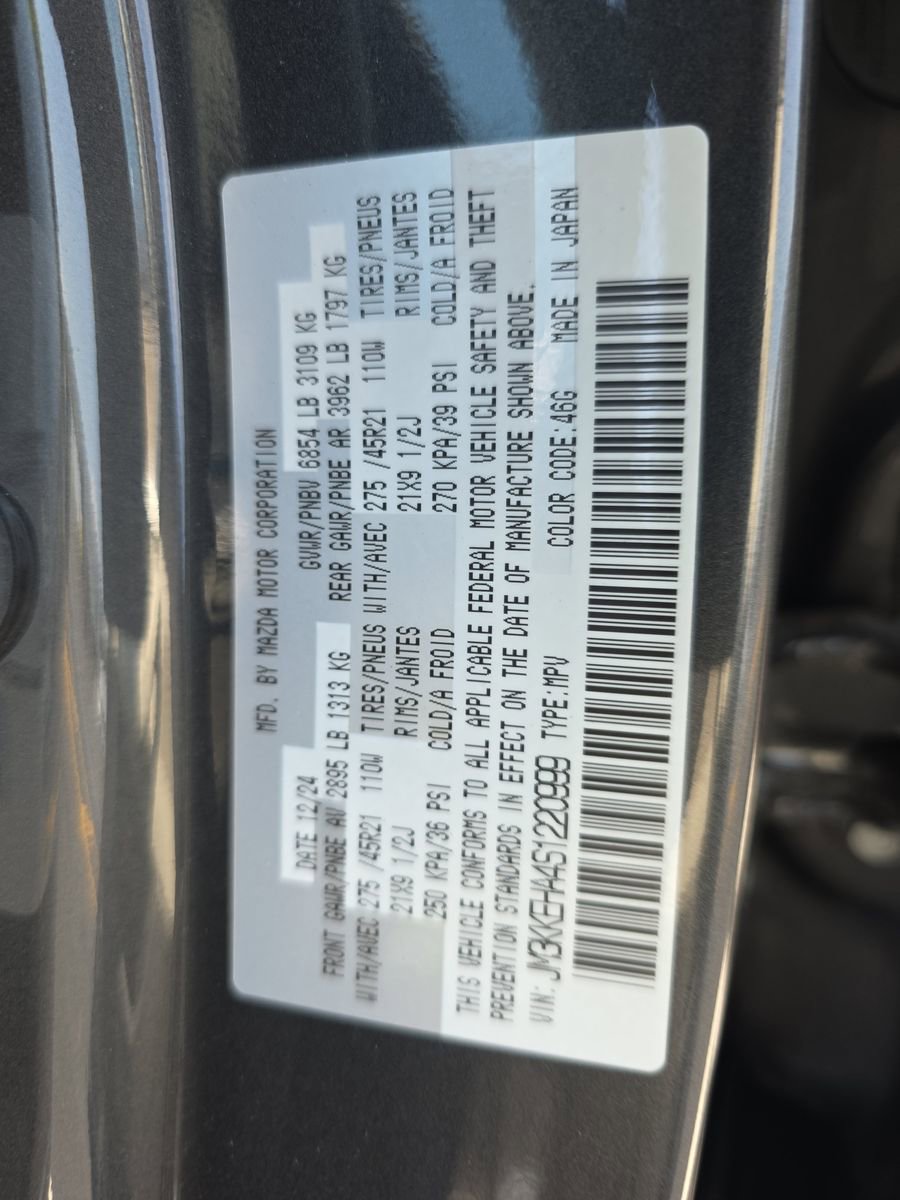 MFD. BY MAZDA MOTOR CORPORATION
DATE 12/24 GVWR/PNBV 6854 LB 3109 KG
FRONT GAWR/PNBE AV 2895 LB 1313 KG REAR GAWR/PNBE AR 3962 LB 1797 KG
WITH/AVEC 275 /45R21 110W TIRES/PNEUS WITH/AVEC 275 /45R21 110W TIRES/PNEUS
21X9 1/2J RIMS/JANTES 21X9 1/2J RIMS/JANTES
250 KPA/36 PSI COLD/A FROID 270 KPA/39 PSI COLD/A FROID
THIS VEHICLE CONFORMS TO ALL APPLICABLE FEDERAL MOTOR VEHICLE SAFETY AND THEFT
PREVENTION STANDARDS IN EFFECT ON THE DATE OF MANUFACTURE SHOWN ABOVE.
VIN: JM3KKEHA4S1220999 TYPE:MPV COLOR CODE:46G MADE IN JAPAN